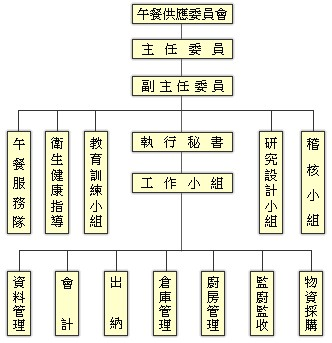 午餐供應委員會
主任委員
副主任委員
午餐服務隊
衛生健康指導
教育訓練小組
執行秘書
研究設計小組
稽核小組
工作小組
資料管理
會計
出納
倉庫管理
廚房管理
監廚監收
物資採購